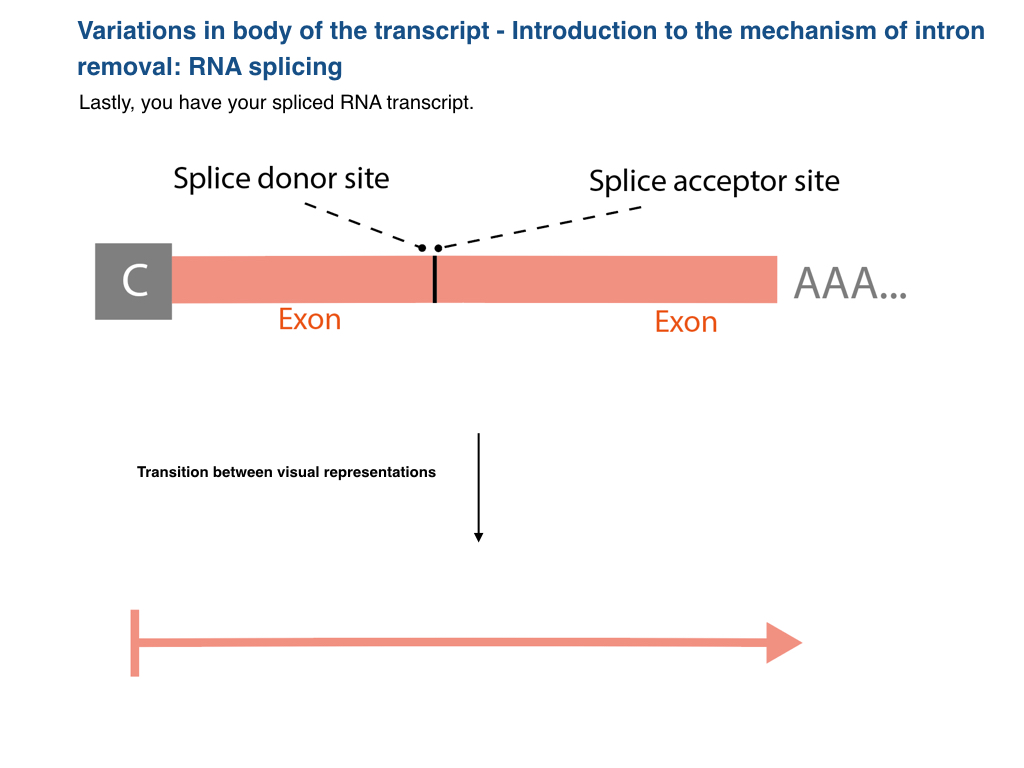 Variations in body of the transcript - Introduction to the mechanism of intron
removal: RNA splicing
Lastly, you have your spliced RNA transcript.
Splice donor site
Splice acceptor site
C
AAA...
Exon
Exon
Transition between visual representations